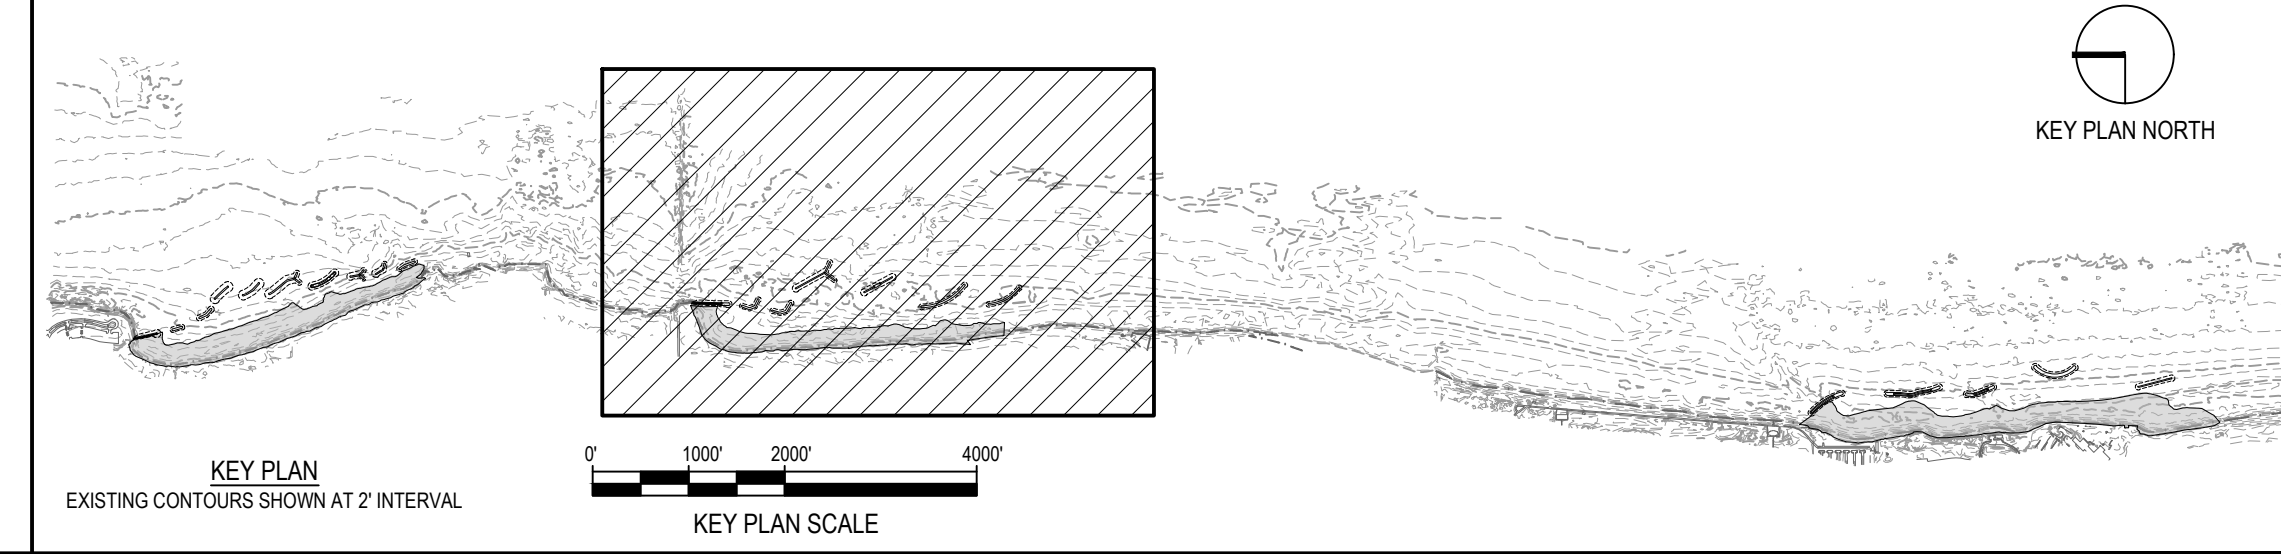 KEY PLAN NORTH
0' 1000' 2000' 4000'
KEY PLAN
EXISTING CONTOURS SHOWN AT 2' INTERVAL
KEY PLAN SCALE